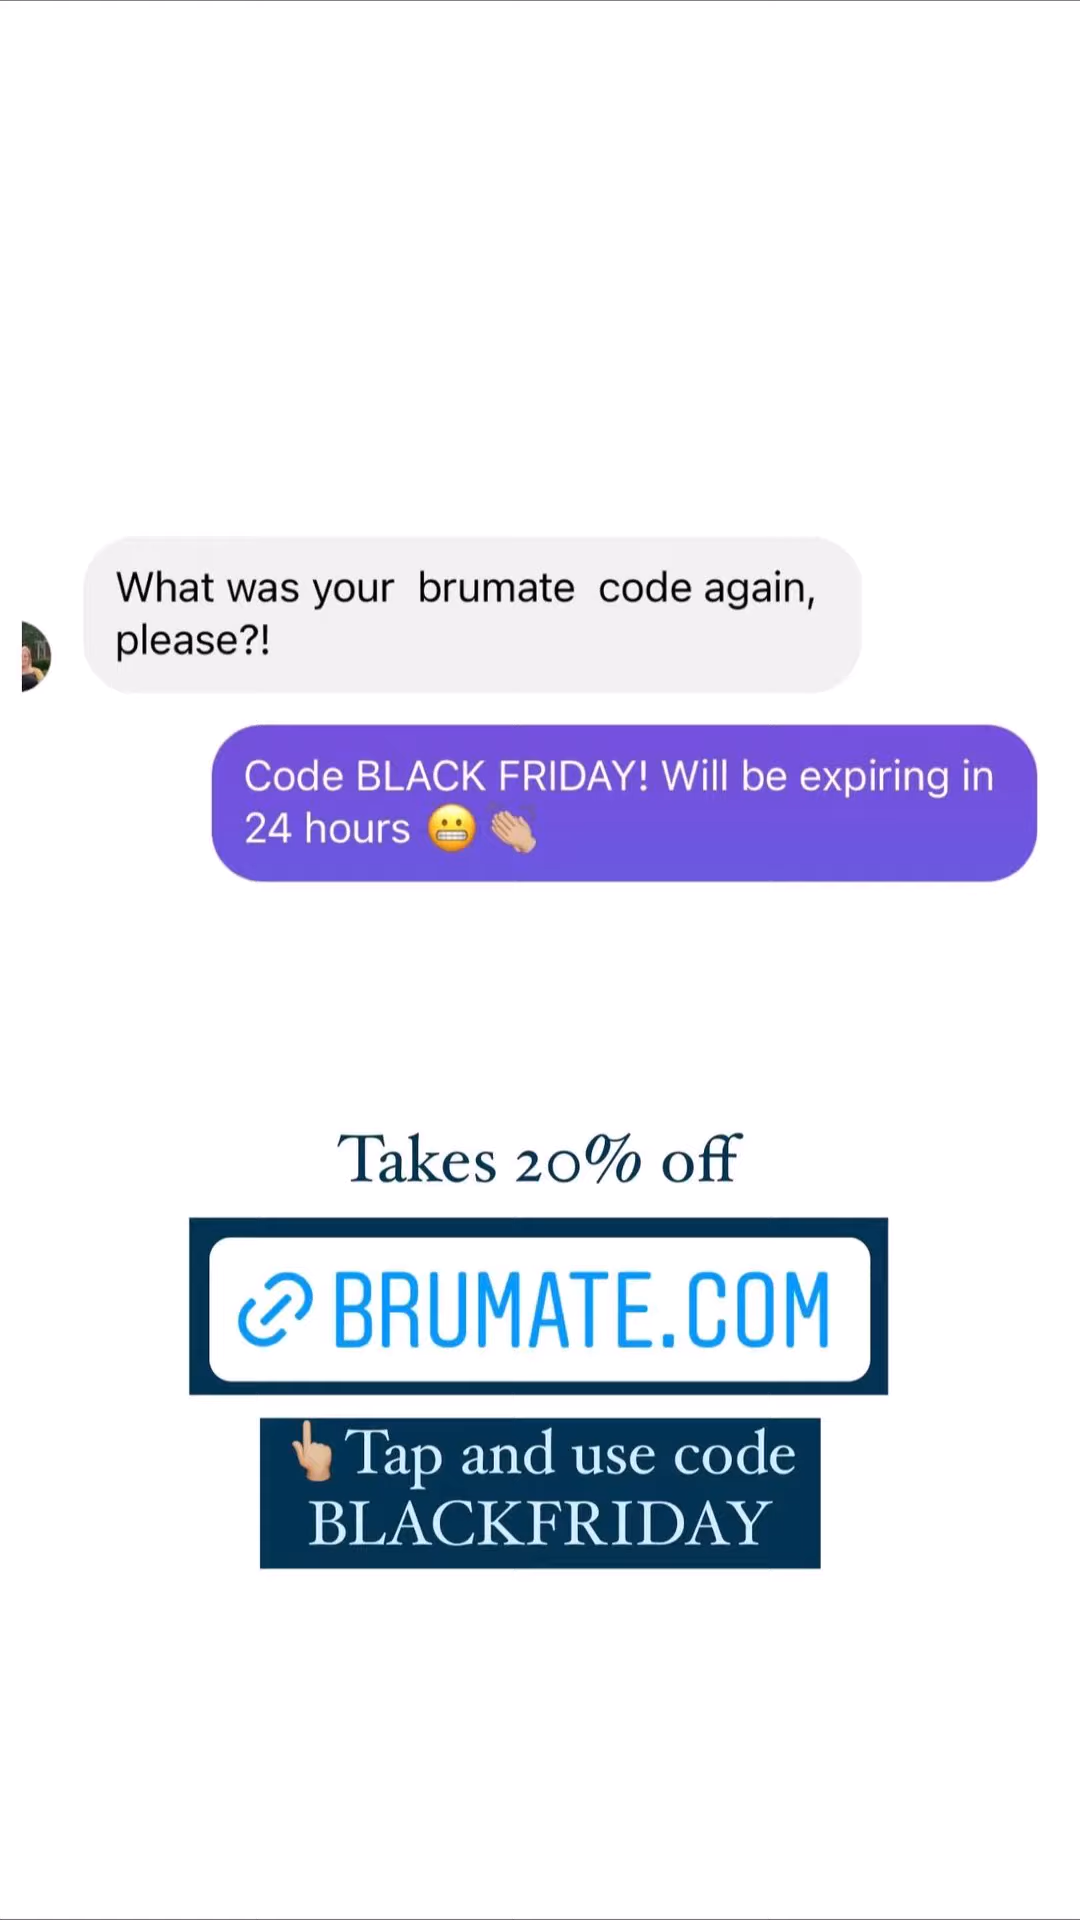 What was your brumate code again,
please?!
Code BLACK FRIDAY! Will be expiring in
24 hours 😬 👏🏼
Takes 20% off
BRUMATE.COM
👆🏼Tap and use code
BLACKFRIDAY